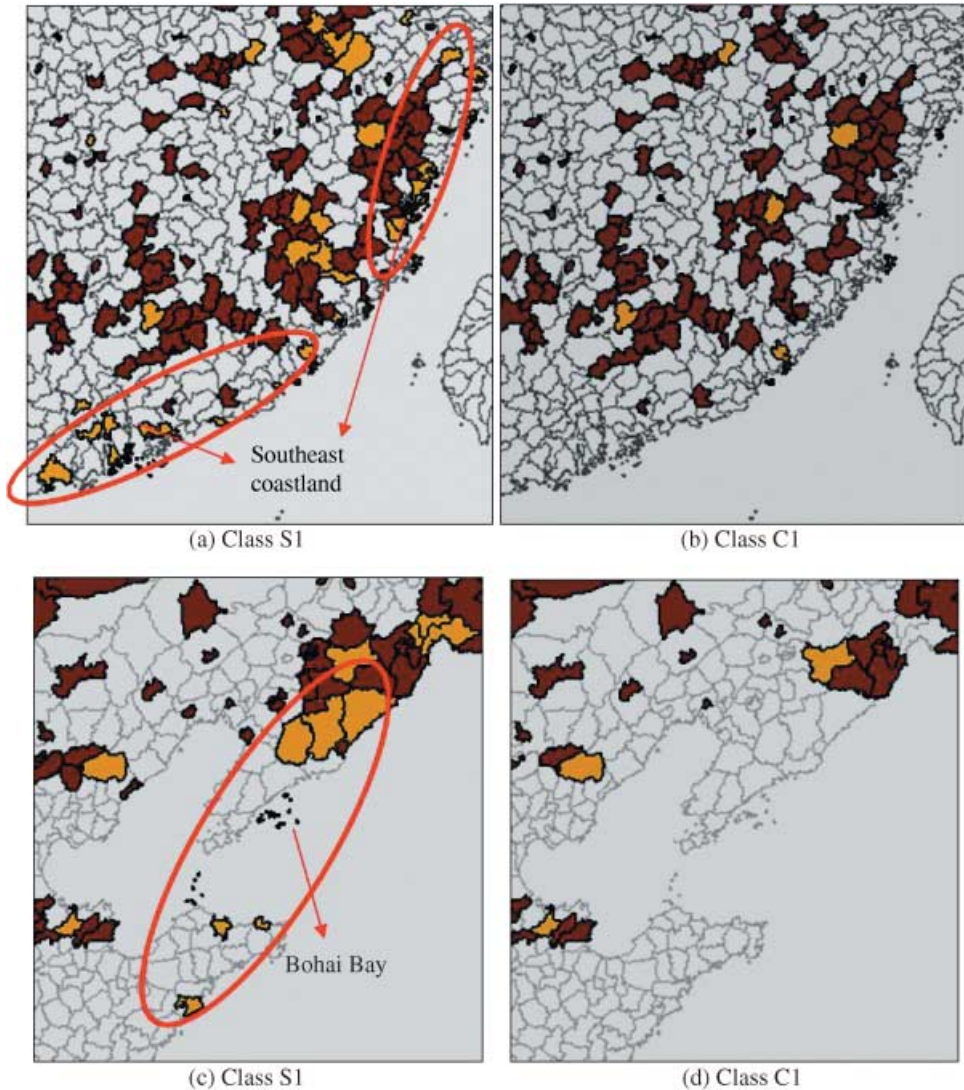 Southeast
coastland
(a) Class S1
(b) Class C1
Bohai Bay
(c) Class S1
(d) Class C1